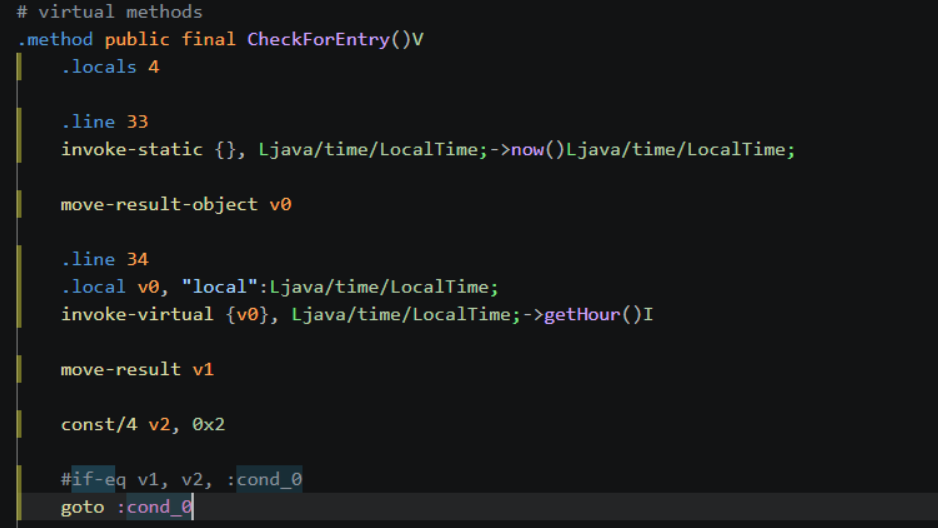 # virtual methods
.method public final CheckForEntry()V
.locals 4
.line 33
invoke-static {}, Ljava/time/LocalTime;->now()Ljava/time/LocalTime;
move-result-object v0
.line 34
.local v0, "local":Ljava/time/LocalTime;
invoke-virtual {v0}, Ljava/time/LocalTime;->getHour()I
move-result v1
const/4 v2, 0x2
#if-eq v1, v2, :cond_0
goto :cond_0